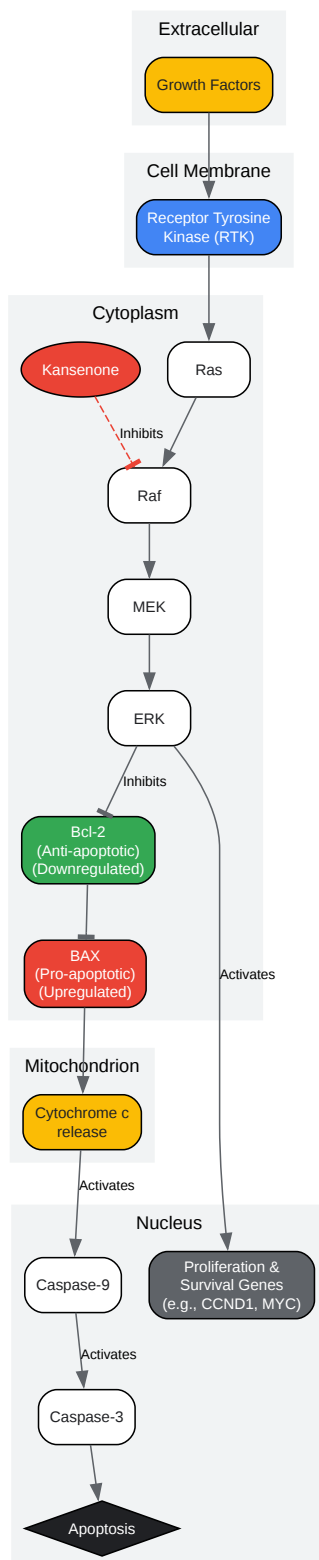 Extracellular
Growth Factors
Cell Membrane
Receptor Tyrosine
Kinase (RTK)
Cytoplasm
Kansenone
Ras
Inhibits
Raf
MEK
ERK
Inhibits
Bcl-2
(Anti-apoptotic)
(Downregulated)
BAX
(Pro-apoptotic)
(Upregulated)
Activates
Mitochondrion
Cytochrome c
release
Activates
Nucleus
Caspase-9
Proliferation &
Survival Genes
(e.g., CCND1, MYC)
Activates
Caspase-3
Apoptosis